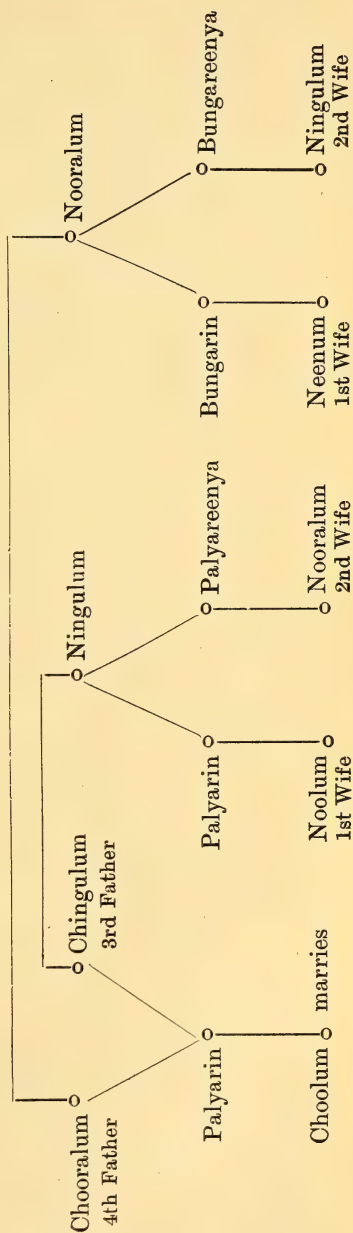 Chooralum
4th Father
Chingulum
3rd Father
Ningulum
Nooralum
Palyarin
Palyarin
Palyareenya
Bungarin
Bungareenya
Choolum marries
Noolum
1st Wife
Nooralum
2nd Wife
Neenum
1st Wife
Ningulum
2nd Wife